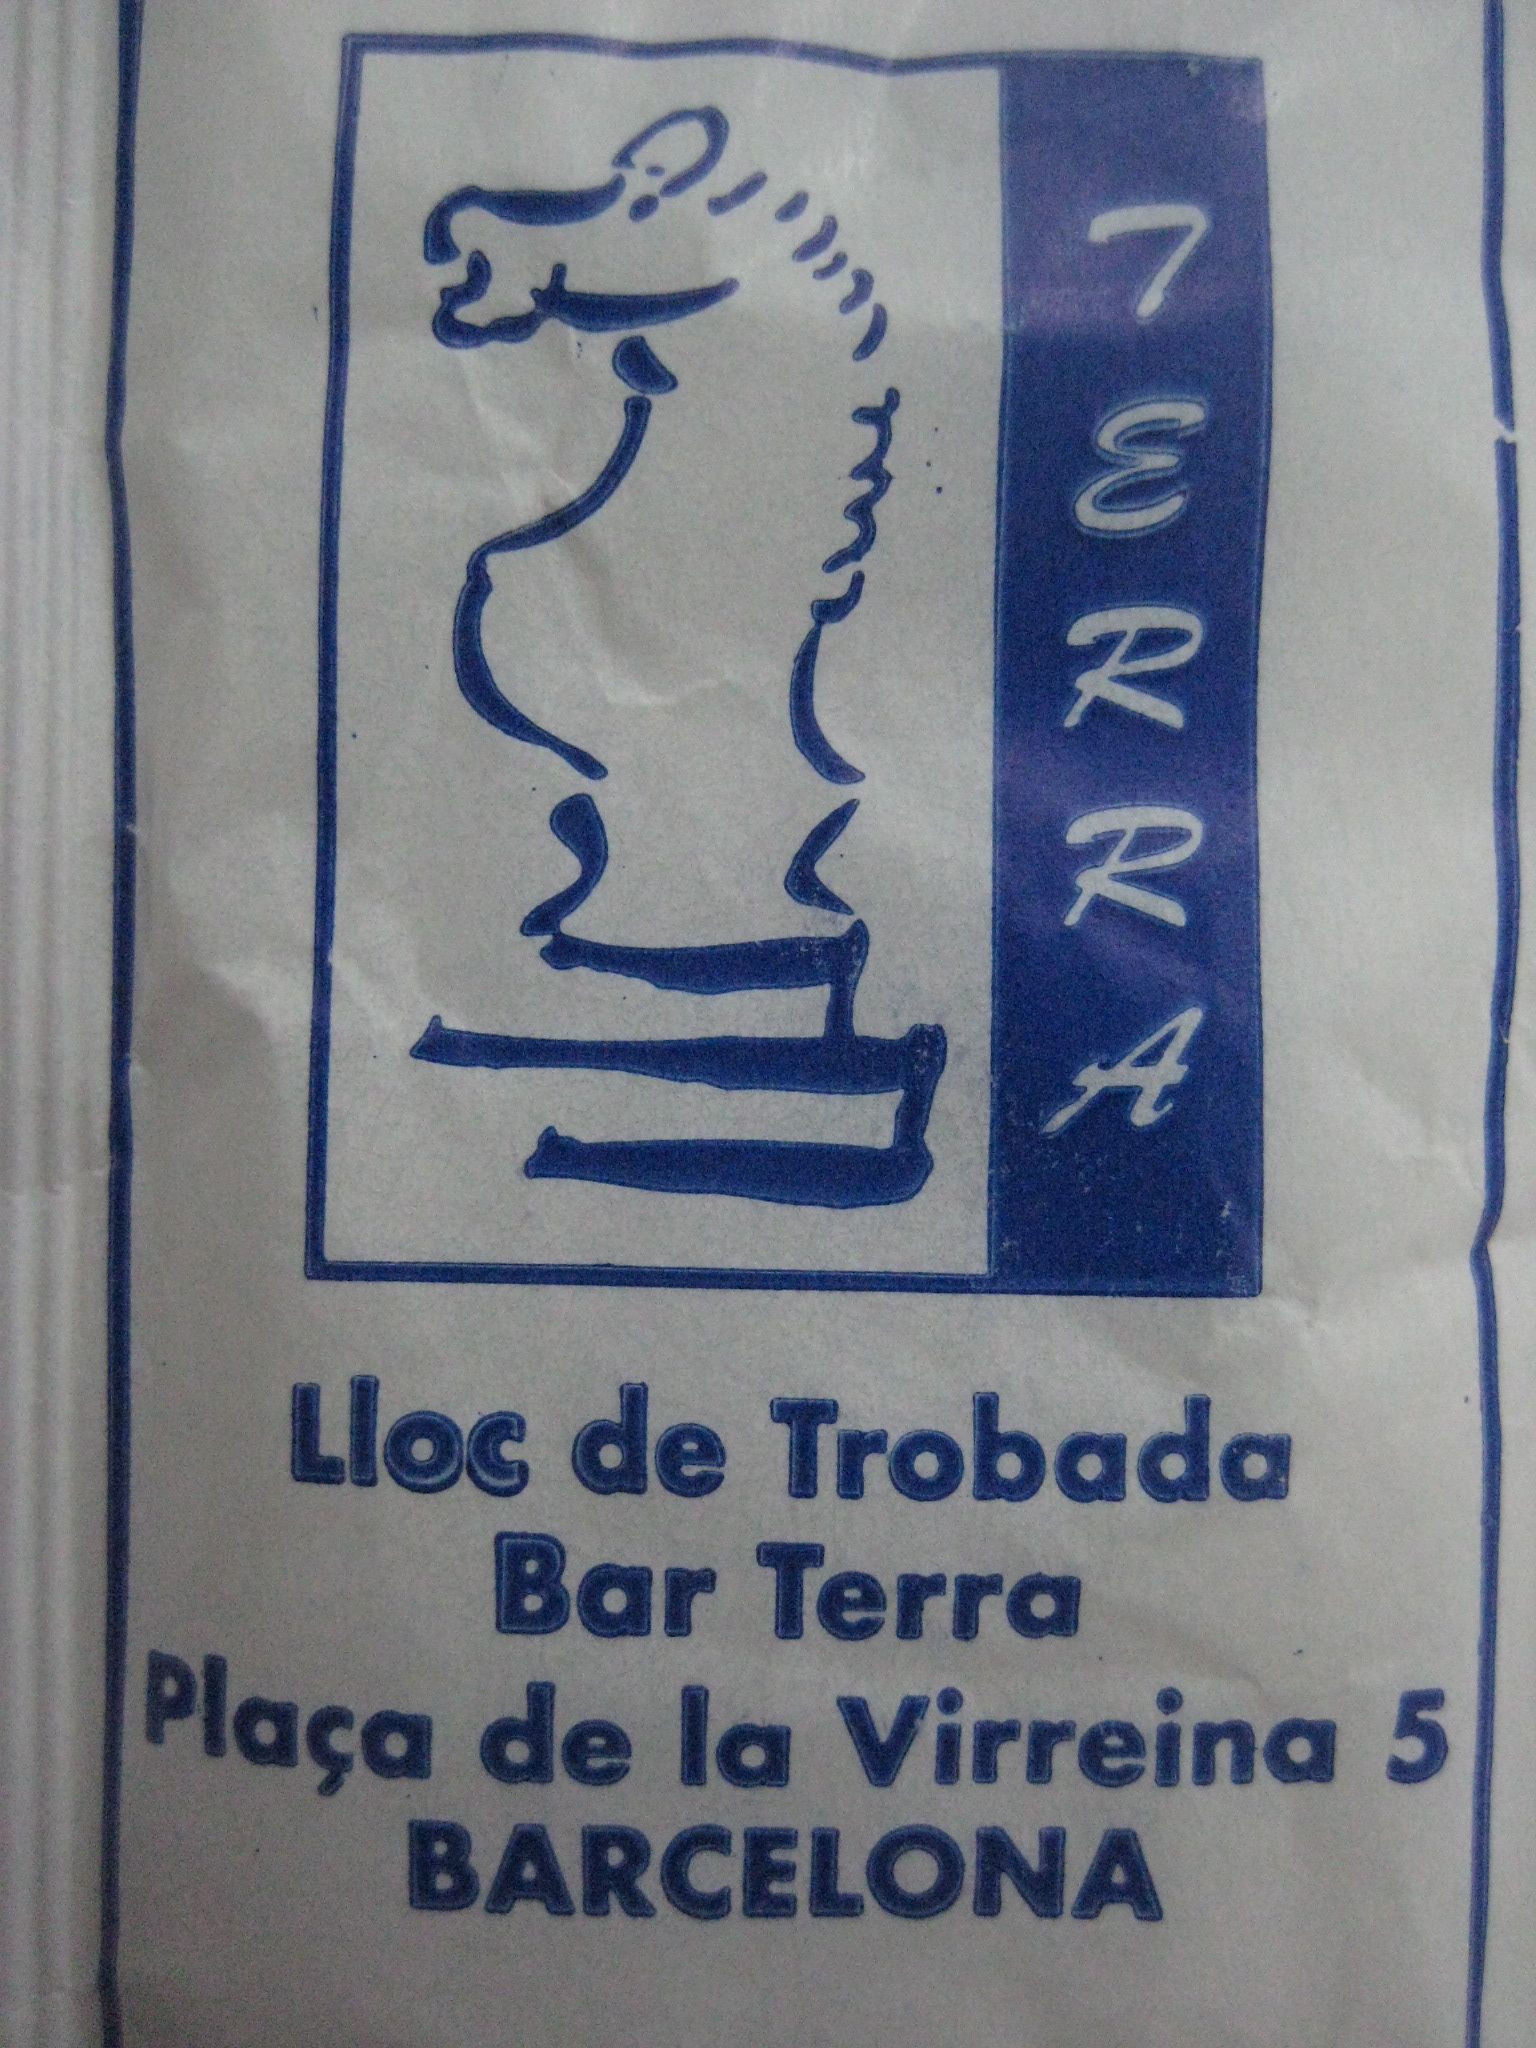 TERRA
Lloc de Trobada
Bar Terra
Plaça de la Virreina 5
BARCELONA